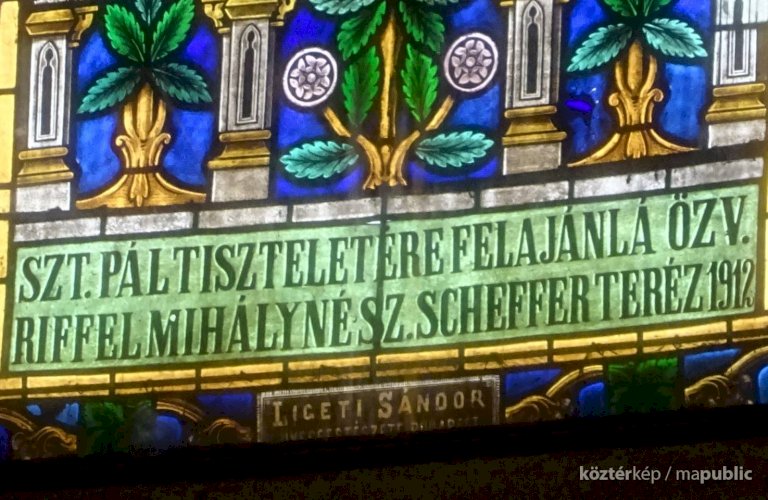 SZT. PÁL TISZTELETÉRE FELAJÁNLÁ ÖZV.
RIFFEL MIHÁLYNÉ SZ. SCHEFFER TERÉZ 1912
LIGETI SÁNDOR
köztérkép / mapublic